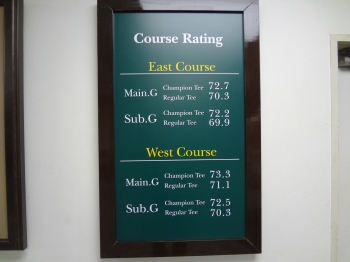 Course Rating
East Course
Main.G Champion Tee 72.7
Regular Tee 70.3
Sub.G Champion Tee 72.2
Regular Tee 69.9
West Course
Main.G Champion Tee 73.3
Regular Tee 71.1
Sub.G Champion Tee 72.5
Regular Tee 70.3